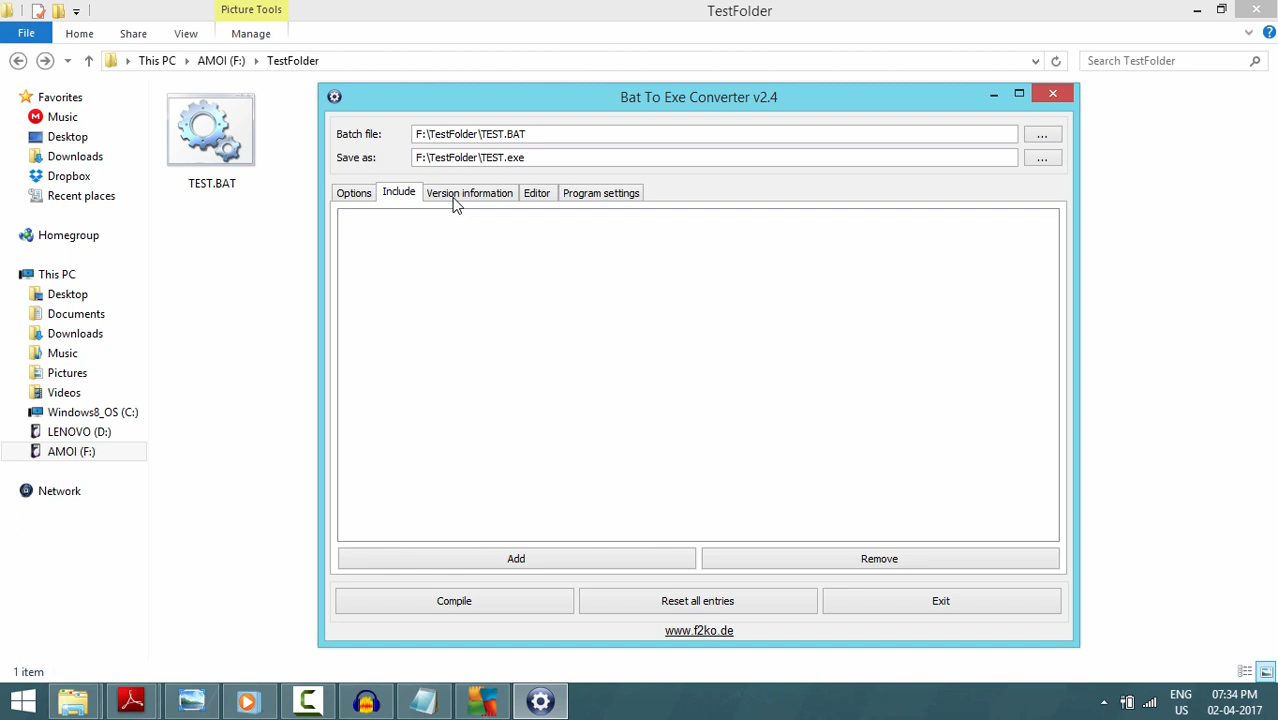 Picture Tools
TestFolder
File Home Share View Manage
This PC AMOI (F:) TestFolder
Search TestFolder
Favorites
Music
Desktop
Downloads
Dropbox
Recent places
Homegroup
This PC
Desktop
Documents
Downloads
Music
Pictures
Videos
Windows8_OS (C:)
LENOVO (D:)
AMOI (F:)
Network
TEST.BAT
Bat To Exe Converter v2.4
Batch file: F:\TestFolder\TEST.BAT ...
Save as: F:\TestFolder\TEST.exe ...
Options Include Version information Editor Program settings
Add Remove
Compile Reset all entries Exit
www.f2ko.de
1 item
ENG 07:34 PM
US 02-04-2017